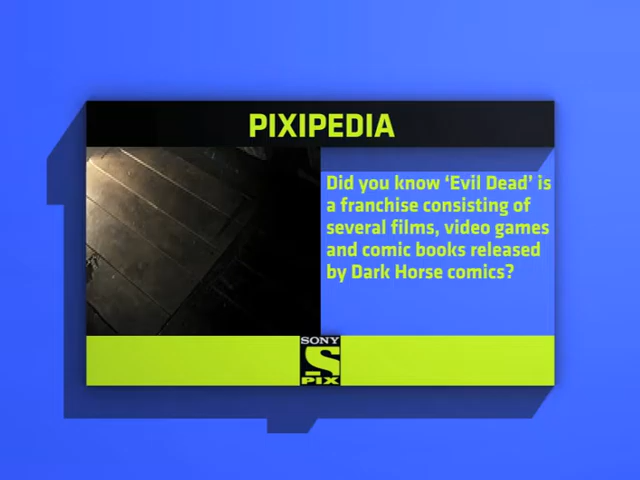 PIXIPEDIA
Did you know ‘Evil Dead’ is
a franchise consisting of
several films, video games
and comic books released
by Dark Horse comics?
SONY
S
PIX